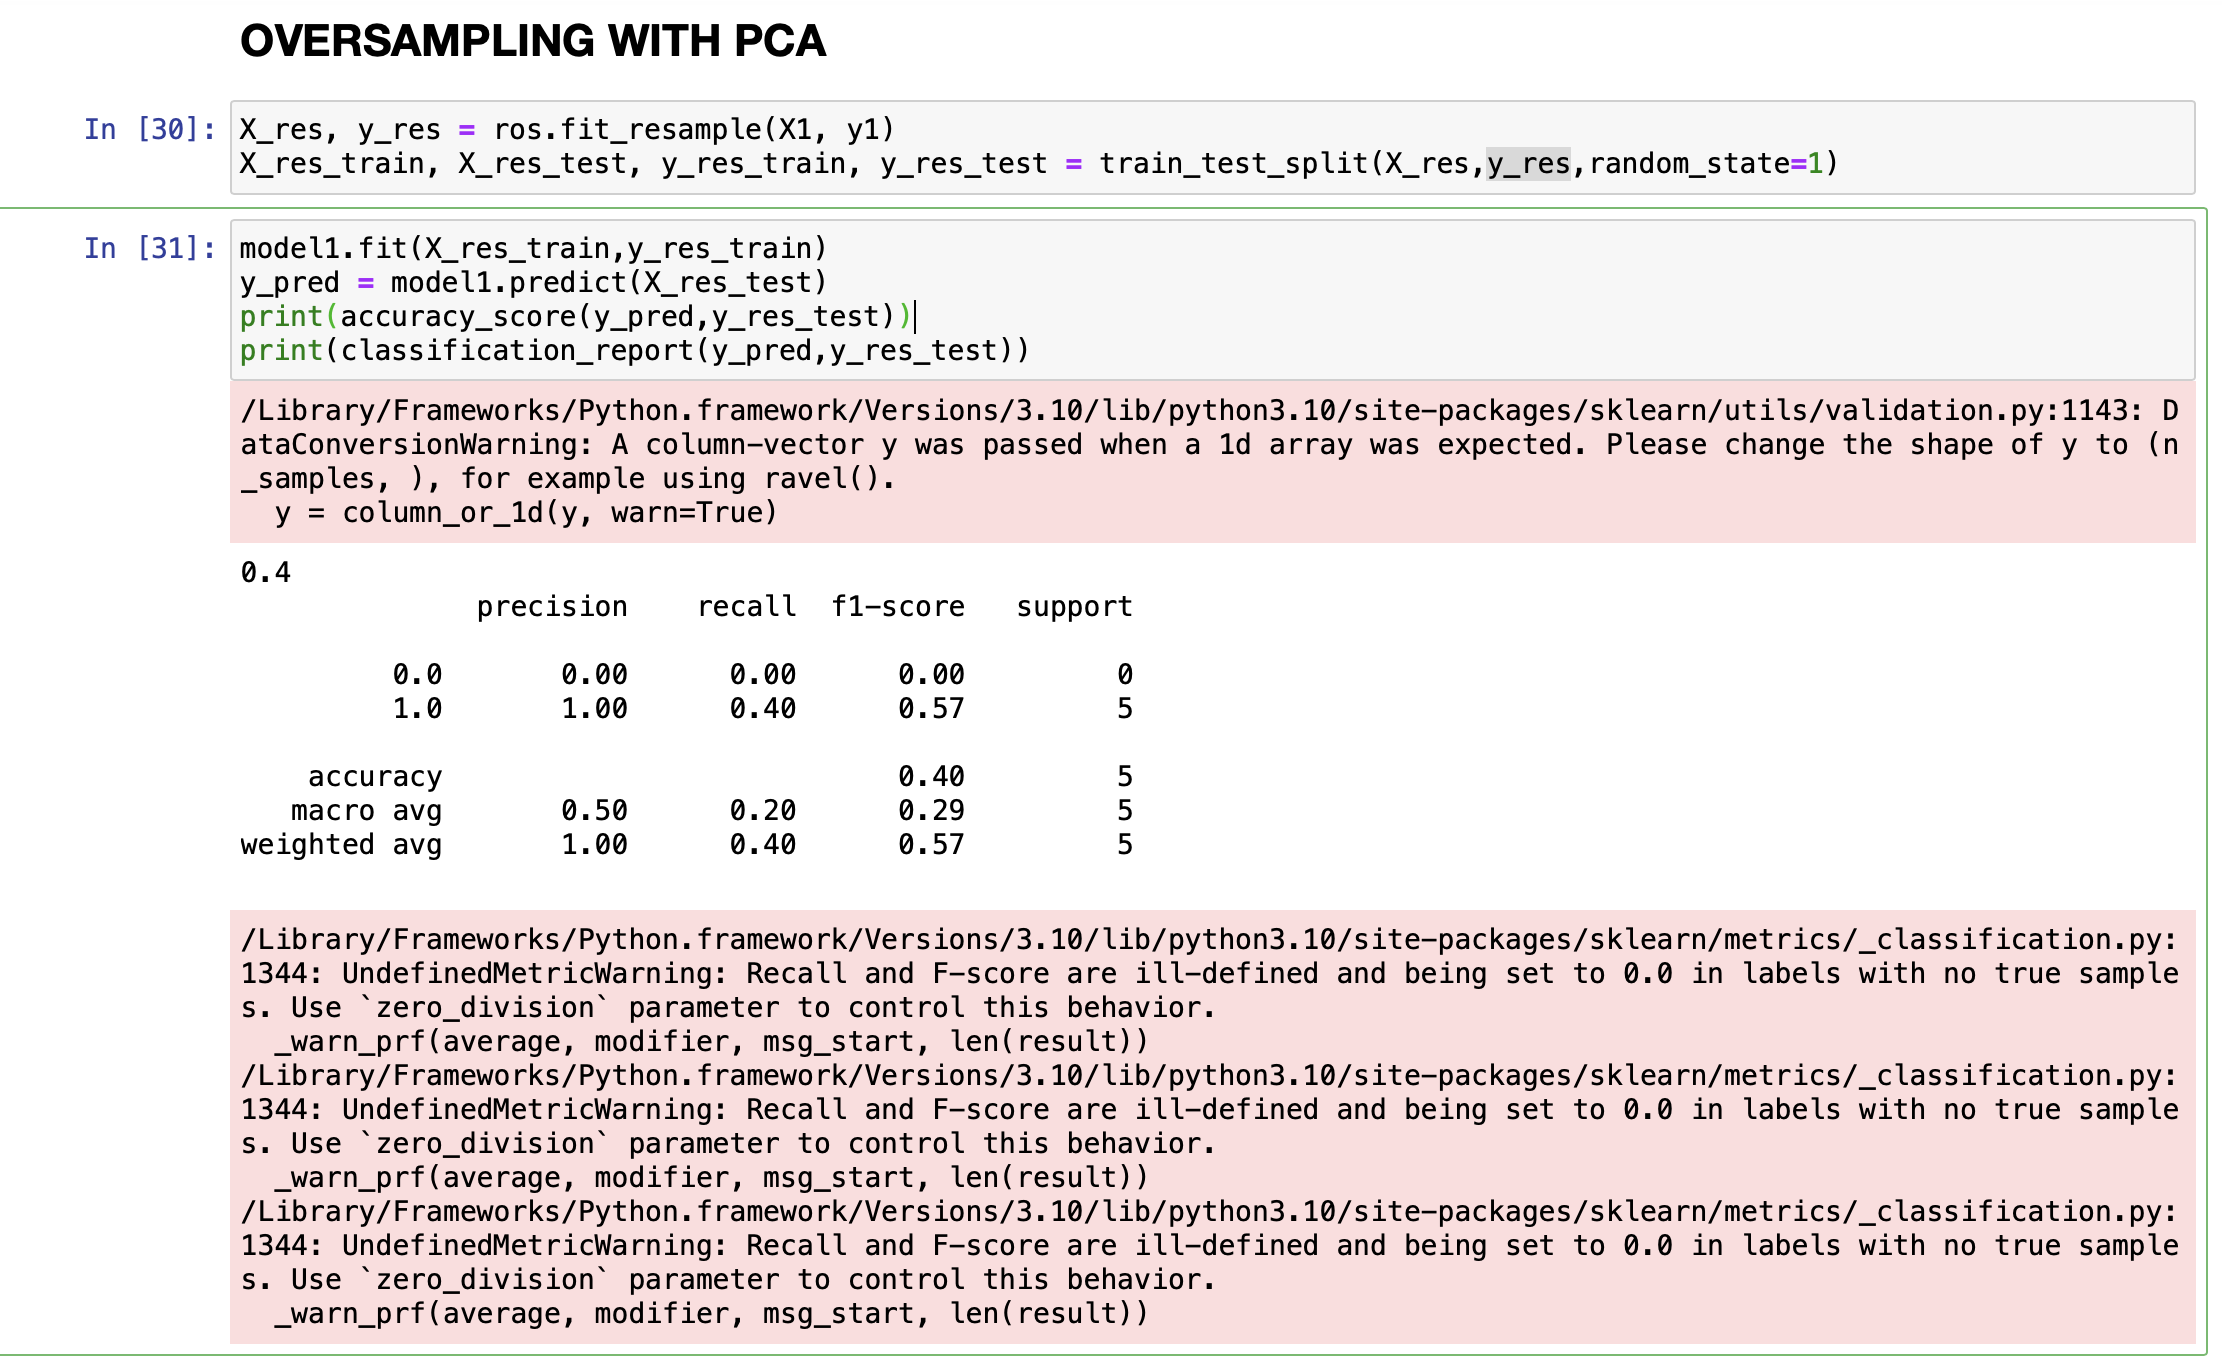 OVERSAMPLING WITH PCA
In [30]: X_res, y_res = ros.fit_resample(X1, y1)
X_res_train, X_res_test, y_res_train, y_res_test = train_test_split(X_res,y_res,random_state=1)
In [31]: model1.fit(X_res_train,y_res_train)
y_pred = model1.predict(X_res_test)
print(accuracy_score(y_pred,y_res_test))
print(classification_report(y_pred,y_res_test))
/Library/Frameworks/Python.framework/Versions/3.10/lib/python3.10/site-packages/sklearn/utils/validation.py:1143: D
ataConversionWarning: A column-vector y was passed when a 1d array was expected. Please change the shape of y to (n
_samples, ), for example using ravel().
y = column_or_1d(y, warn=True)
0.4
precision recall f1-score support
0.0 0.00 0.00 0.00 0
1.0 1.00 0.40 0.57 5
accuracy 0.40 5
macro avg 0.50 0.20 0.29 5
weighted avg 1.00 0.40 0.57 5
/Library/Frameworks/Python.framework/Versions/3.10/lib/python3.10/site-packages/sklearn/metrics/_classification.py:
1344: UndefinedMetricWarning: Recall and F-score are ill-defined and being set to 0.0 in labels with no true sample
s. Use `zero_division` parameter to control this behavior.
_warn_prf(average, modifier, msg_start, len(result))
/Library/Frameworks/Python.framework/Versions/3.10/lib/python3.10/site-packages/sklearn/metrics/_classification.py:
1344: UndefinedMetricWarning: Recall and F-score are ill-defined and being set to 0.0 in labels with no true sample
s. Use `zero_division` parameter to control this behavior.
_warn_prf(average, modifier, msg_start, len(result))
/Library/Frameworks/Python.framework/Versions/3.10/lib/python3.10/site-packages/sklearn/metrics/_classification.py:
1344: UndefinedMetricWarning: Recall and F-score are ill-defined and being set to 0.0 in labels with no true sample
s. Use `zero_division` parameter to control this behavior.
_warn_prf(average, modifier, msg_start, len(result))